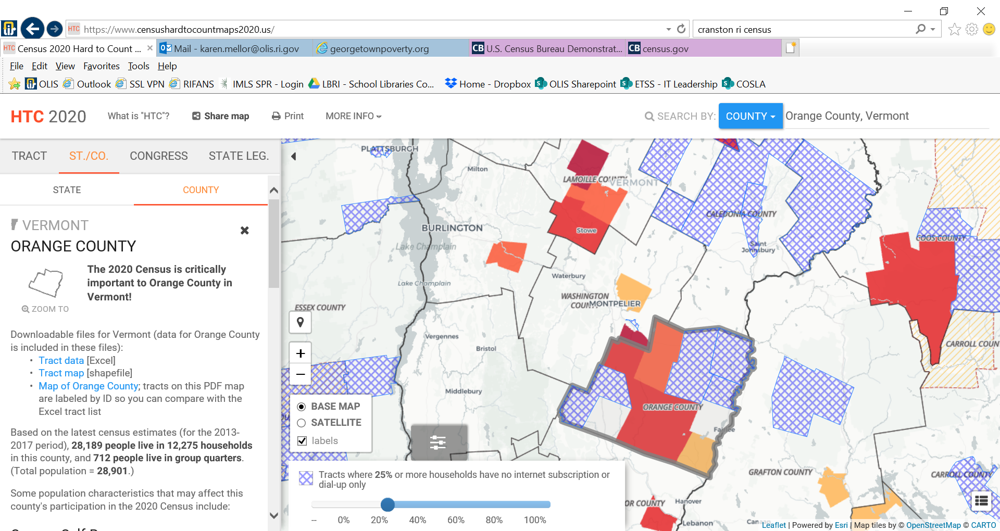 HTC https://www.censushardtocountmaps2020.us/
cranston ri census
HTC Census 2020 Hard to Count ...
Mail - karen.mellor@olis.ri.gov
georgetownpoverty.org
CB U.S. Census Bureau Demonstrat...
CB census.gov
File Edit View Favorites Tools Help
OLIS Outlook SSL VPN RIFANS IMLS SPR - Login LBRI - School Libraries Co... Home - Dropbox OLIS Sharepoint ETSS - IT Leadership COSLA
HTC 2020 What is "HTC"? Share map Print MORE INFO SEARCH BY: COUNTY Orange County, Vermont
TRACT ST./CO. CONGRESS STATE LEG.
STATE COUNTY
VERMONT
ORANGE COUNTY
The 2020 Census is critically
important to Orange County in
Vermont!
ZOOM TO
Downloadable files for Vermont (data for Orange County
is included in these files):
• Tract data [Excel]
• Tract map [shapefile]
• Map of Orange County; tracts on this PDF map
are labeled by ID so you can compare with the
Excel tract list
Based on the latest census estimates (for the 2013-
2017 period), 28,189 people live in 12,275 households
in this county, and 712 people live in group quarters.
(Total population = 28,901.)
Some population characteristics that may affect this
county's participation in the 2020 Census include:
PLATTSBURGH
Milton
LAMOILLE COUNTY
VERMONT
CALEDONIA COUNTY
BURLINGTON
Stowe
Lake Champlain
COOS COUNTY
Saint
Johnsbury
Waterbury
Lake Champlain
WASHINGTON
COUNTY
MONTPELIER
ESSEX COUNTY
Vergennes
CARROLL COUN
Bristol
Middlebury
ORANGE COUNTY
Fairlee
BASE MAP
SATELLITE
labels
GRAFTON COUNTY
CARROLL COUNTY
Tracts where 25% or more households have no internet subscription or
dial-up only
-- 0% 20% 40% 60% 80% 100%
OR COUNTY
Hanover
Lebanon
Leaflet | Powered by Esri | Map tiles by © OpenStreetMap © CARTO